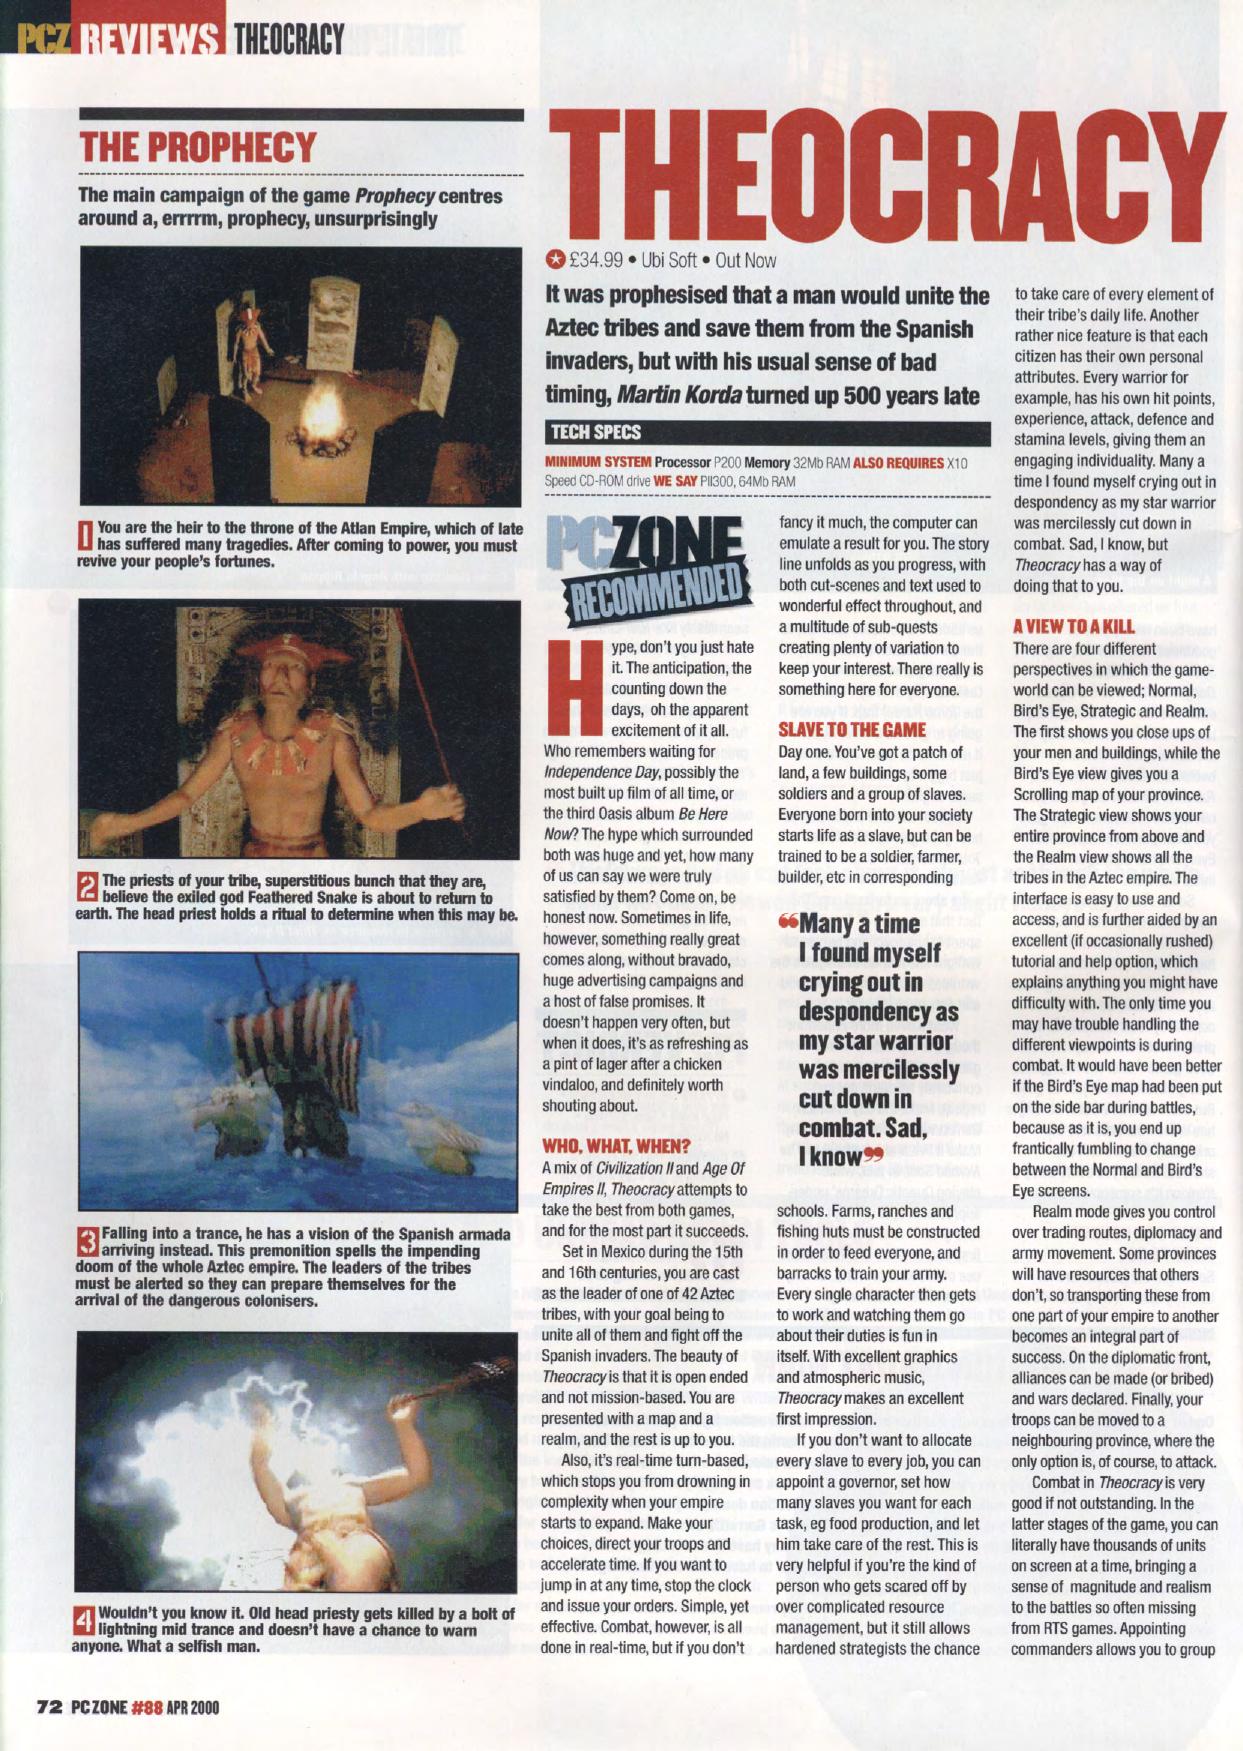 PCZ REVIEWS THEOCRACY
THE PROPHECY
The main campaign of the game Prophecy centres
around a, errrrm, prophecy, unsurprisingly
1 You are the heir to the throne of the Atlan Empire, which of late
has suffered many tragedies. After coming to power, you must
revive your people's fortunes.
2 The priests of your tribe, superstitious bunch that they are,
believe the exiled god Feathered Snake is about to return to
earth. The head priest holds a ritual to determine when this may be.
3 Falling into a trance, he has a vision of the Spanish armada
arriving instead. This premonition spells the impending
doom of the whole Aztec empire. The leaders of the tribes
must be alerted so they can prepare themselves for the
arrival of the dangerous colonisers.
4 Wouldn't you know it. Old head priesty gets killed by a bolt of
lightning mid trance and doesn't have a chance to warn
anyone. What a selfish man.
THEOCRACY
£34.99 • Ubi Soft • Out Now
It was prophesised that a man would unite the
Aztec tribes and save them from the Spanish
invaders, but with his usual sense of bad
timing, Martin Korda turned up 500 years late
TECH SPECS
MINIMUM SYSTEM Processor P200 Memory 32Mb RAM ALSO REQUIRES X10
Speed CD-ROM drive WE SAY PII300, 64Mb RAM
PCZONE
RECOMMENDED
Hype, don't you just hate
it. The anticipation, the
counting down the
days, oh the apparent
excitement of it all.
Who remembers waiting for
Independence Day, possibly the
most built up film of all time, or
the third Oasis album Be Here
Now? The hype which surrounded
both was huge and yet, how many
of us can say we were truly
satisfied by them? Come on, be
honest now. Sometimes in life,
however, something really great
comes along, without bravado,
huge advertising campaigns and
a host of false promises. It
doesn't happen very often, but
when it does, it's as refreshing as
a pint of lager after a chicken
vindaloo, and definitely worth
shouting about.
WHO, WHAT, WHEN?
A mix of Civilization II and Age Of
Empires II, Theocracy attempts to
take the best from both games,
and for the most part it succeeds.
Set in Mexico during the 15th
and 16th centuries, you are cast
as the leader of one of 42 Aztec
tribes, with your goal being to
unite all of them and fight off the
Spanish invaders. The beauty of
Theocracy is that it is open ended
and not mission-based. You are
presented with a map and a
realm, and the rest is up to you.
Also, it's real-time turn-based,
which stops you from drowning in
complexity when your empire
starts to expand. Make your
choices, direct your troops and
accelerate time. If you want to
jump in at any time, stop the clock
and issue your orders. Simple, yet
effective. Combat, however, is all
done in real-time, but if you don't
fancy it much, the computer can
emulate a result for you. The story
line unfolds as you progress, with
both cut-scenes and text used to
wonderful effect throughout, and
a multitude of sub-quests
creating plenty of variation to
keep your interest. There really is
something here for everyone.
SLAVE TO THE GAME
Day one. You've got a patch of
land, a few buildings, some
soldiers and a group of slaves.
Everyone born into your society
starts life as a slave, but can be
trained to be a soldier, farmer,
builder, etc in corresponding
“Many a time
I found myself
crying out in
despondency as
my star warrior
was mercilessly
cut down in
combat. Sad,
I know”
schools. Farms, ranches and
fishing huts must be constructed
in order to feed everyone, and
barracks to train your army.
Every single character then gets
to work and watching them go
about their duties is fun in
itself. With excellent graphics
and atmospheric music,
Theocracy makes an excellent
first impression.
If you don't want to allocate
every slave to every job, you can
appoint a governor, set how
many slaves you want for each
task, eg food production, and let
him take care of the rest. This is
very helpful if you're the kind of
person who gets scared off by
over complicated resource
management, but it still allows
hardened strategists the chance
to take care of every element of
their tribe's daily life. Another
rather nice feature is that each
citizen has their own personal
attributes. Every warrior for
example, has his own hit points,
experience, attack, defence and
stamina levels, giving them an
engaging individuality. Many a
time I found myself crying out in
despondency as my star warrior
was mercilessly cut down in
combat. Sad, I know, but
Theocracy has a way of
doing that to you.
A VIEW TO A KILL
There are four different
perspectives in which the game-
world can be viewed; Normal,
Bird's Eye, Strategic and Realm.
The first shows you close ups of
your men and buildings, while the
Bird's Eye view gives you a
Scrolling map of your province.
The Strategic view shows your
entire province from above and
the Realm view shows all the
tribes in the Aztec empire. The
interface is easy to use and
access, and is further aided by an
excellent (if occasionally rushed)
tutorial and help option, which
explains anything you might have
difficulty with. The only time you
may have trouble handling the
different viewpoints is during
combat. It would have been better
if the Bird's Eye map had been put
on the side bar during battles,
because as it is, you end up
frantically fumbling to change
between the Normal and Bird's
Eye screens.
Realm mode gives you control
over trading routes, diplomacy and
army movement. Some provinces
will have resources that others
don't, so transporting these from
one part of your empire to another
becomes an integral part of
success. On the diplomatic front,
alliances can be made (or bribed)
and wars declared. Finally, your
troops can be moved to a
neighbouring province, where the
only option is, of course, to attack.
Combat in Theocracy is very
good if not outstanding. In the
latter stages of the game, you can
literally have thousands of units
on screen at a time, bringing a
sense of magnitude and realism
to the battles so often missing
from RTS games. Appointing
commanders allows you to group
72 PCZONE #88 APR 2000